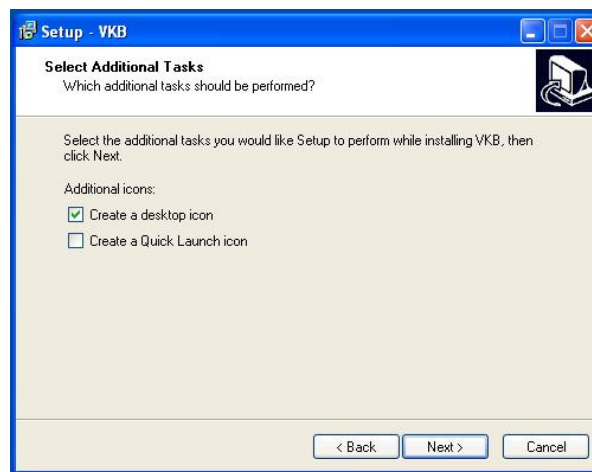 Setup - VKB
Select Additional Tasks
Which additional tasks should be performed?
Select the additional tasks you would like Setup to perform while installing VKB, then
click Next.
Additional icons:
Create a desktop icon
Create a Quick Launch icon
< Back
Next >
Cancel